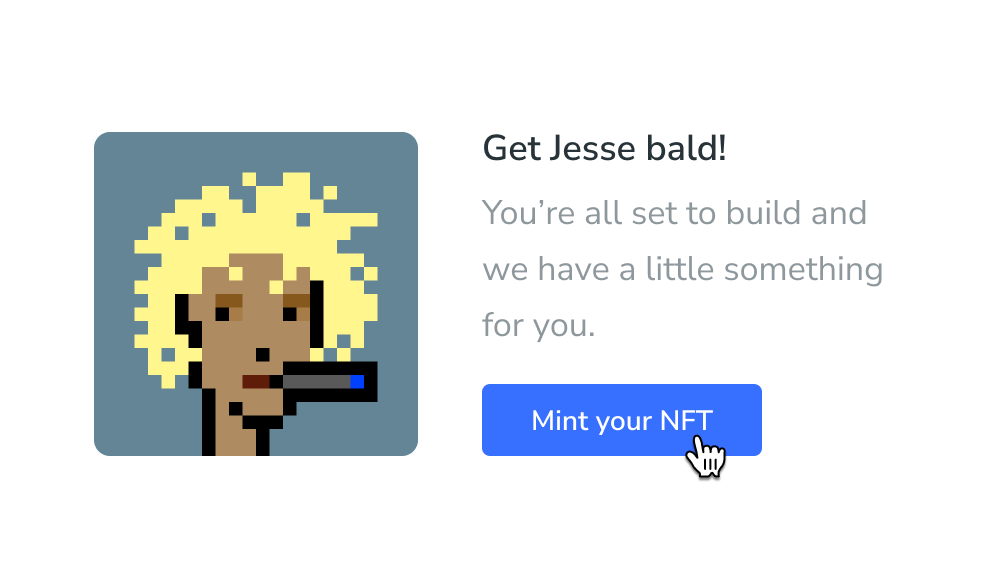 Get Jesse bald!
You’re all set to build and
we have a little something
for you.
Mint your NFT